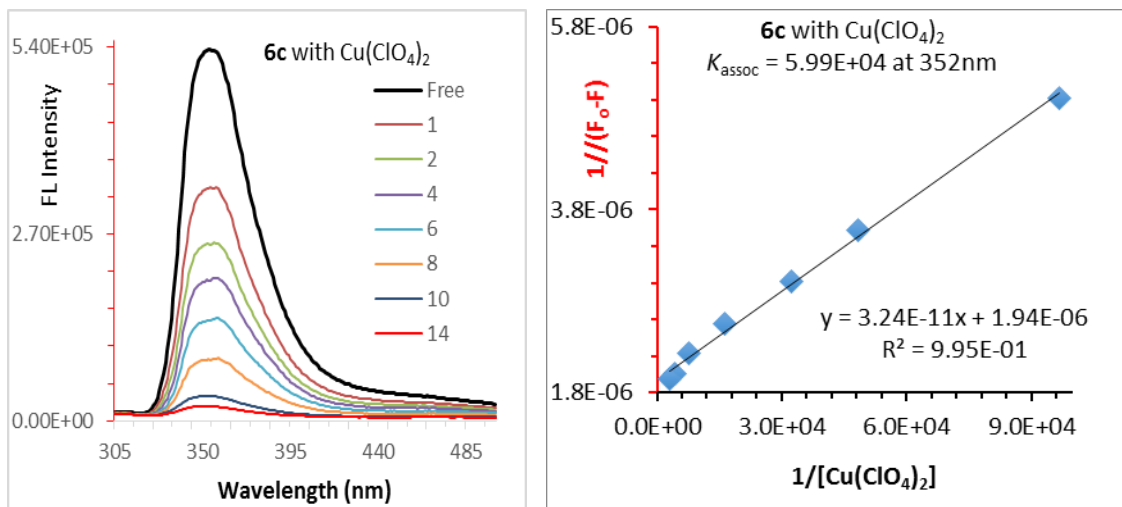 6c with Cu(ClO4)2
5.40E+05
2.70E+05
0.00E+00
FL Intensity
Free
1
2
4
6
8
10
14
305
350
395
440
485
Wavelength (nm)
6c with Cu(ClO4)2
Kassoc = 5.99E+04 at 352nm
5.8E-06
3.8E-06
1.8E-06
1//(Fo-F)
y = 3.24E-11x + 1.94E-06
R² = 9.95E-01
0.0E+00
3.0E+04
6.0E+04
9.0E+04
1/[Cu(ClO4)2]